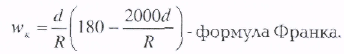 w_к = d/R (180 − 2000d/R) - формула Франка.